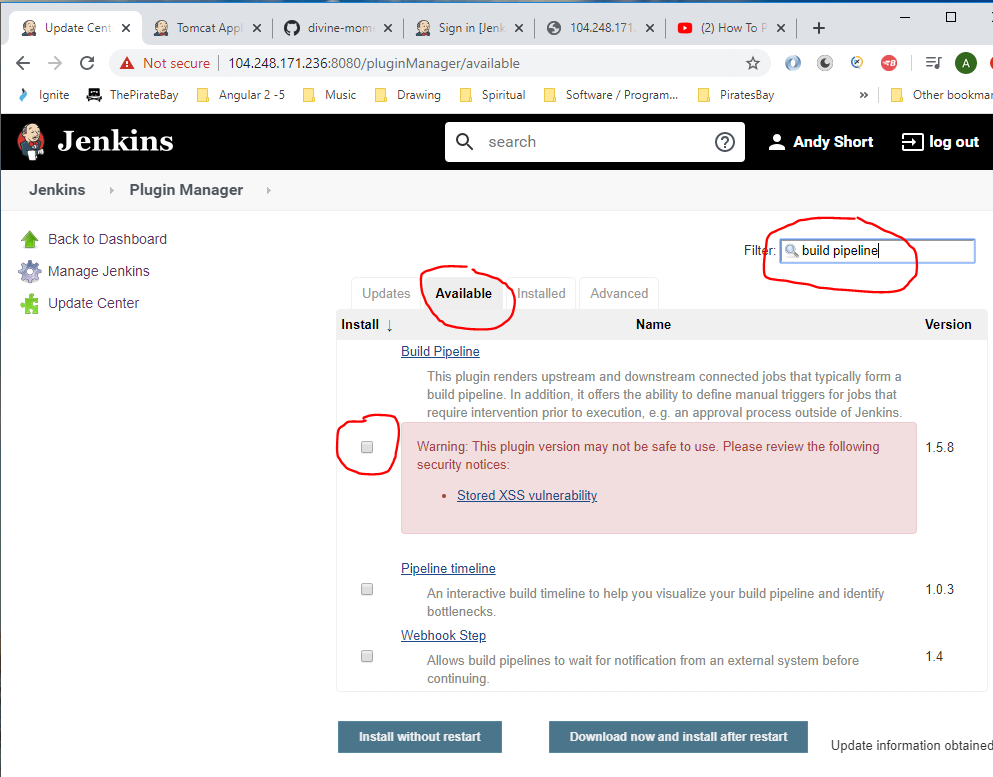 Update Cent
Tomcat Appl
divine-mom
Sign in [Jenk
104.248.171.
(2) How To P
Not secure
104.248.171.236:8080/pluginManager/available
A
Ignite
ThePirateBay
Angular 2 -5
Music
Drawing
Spiritual
Software / Program...
PiratesBay
»
Other bookmar
Jenkins
search
Andy Short
log out
Jenkins
Plugin Manager
Back to Dashboard
Manage Jenkins
Update Center
Filter: build pipeline
Updates
Available
Installed
Advanced
Install ↓
Name
Version
Build Pipeline
This plugin renders upstream and downstream connected jobs that typically form a
build pipeline. In addition, it offers the ability to define manual triggers for jobs that
require intervention prior to execution, e.g. an approval process outside of Jenkins.
Warning: This plugin version may not be safe to use. Please review the following
security notices:
• Stored XSS vulnerability
1.5.8
Pipeline timeline
An interactive build timeline to help you visualize your build pipeline and identify
bottlenecks.
1.0.3
Webhook Step
Allows build pipelines to wait for notification from an external system before
continuing.
1.4
Install without restart
Download now and install after restart
Update information obtained